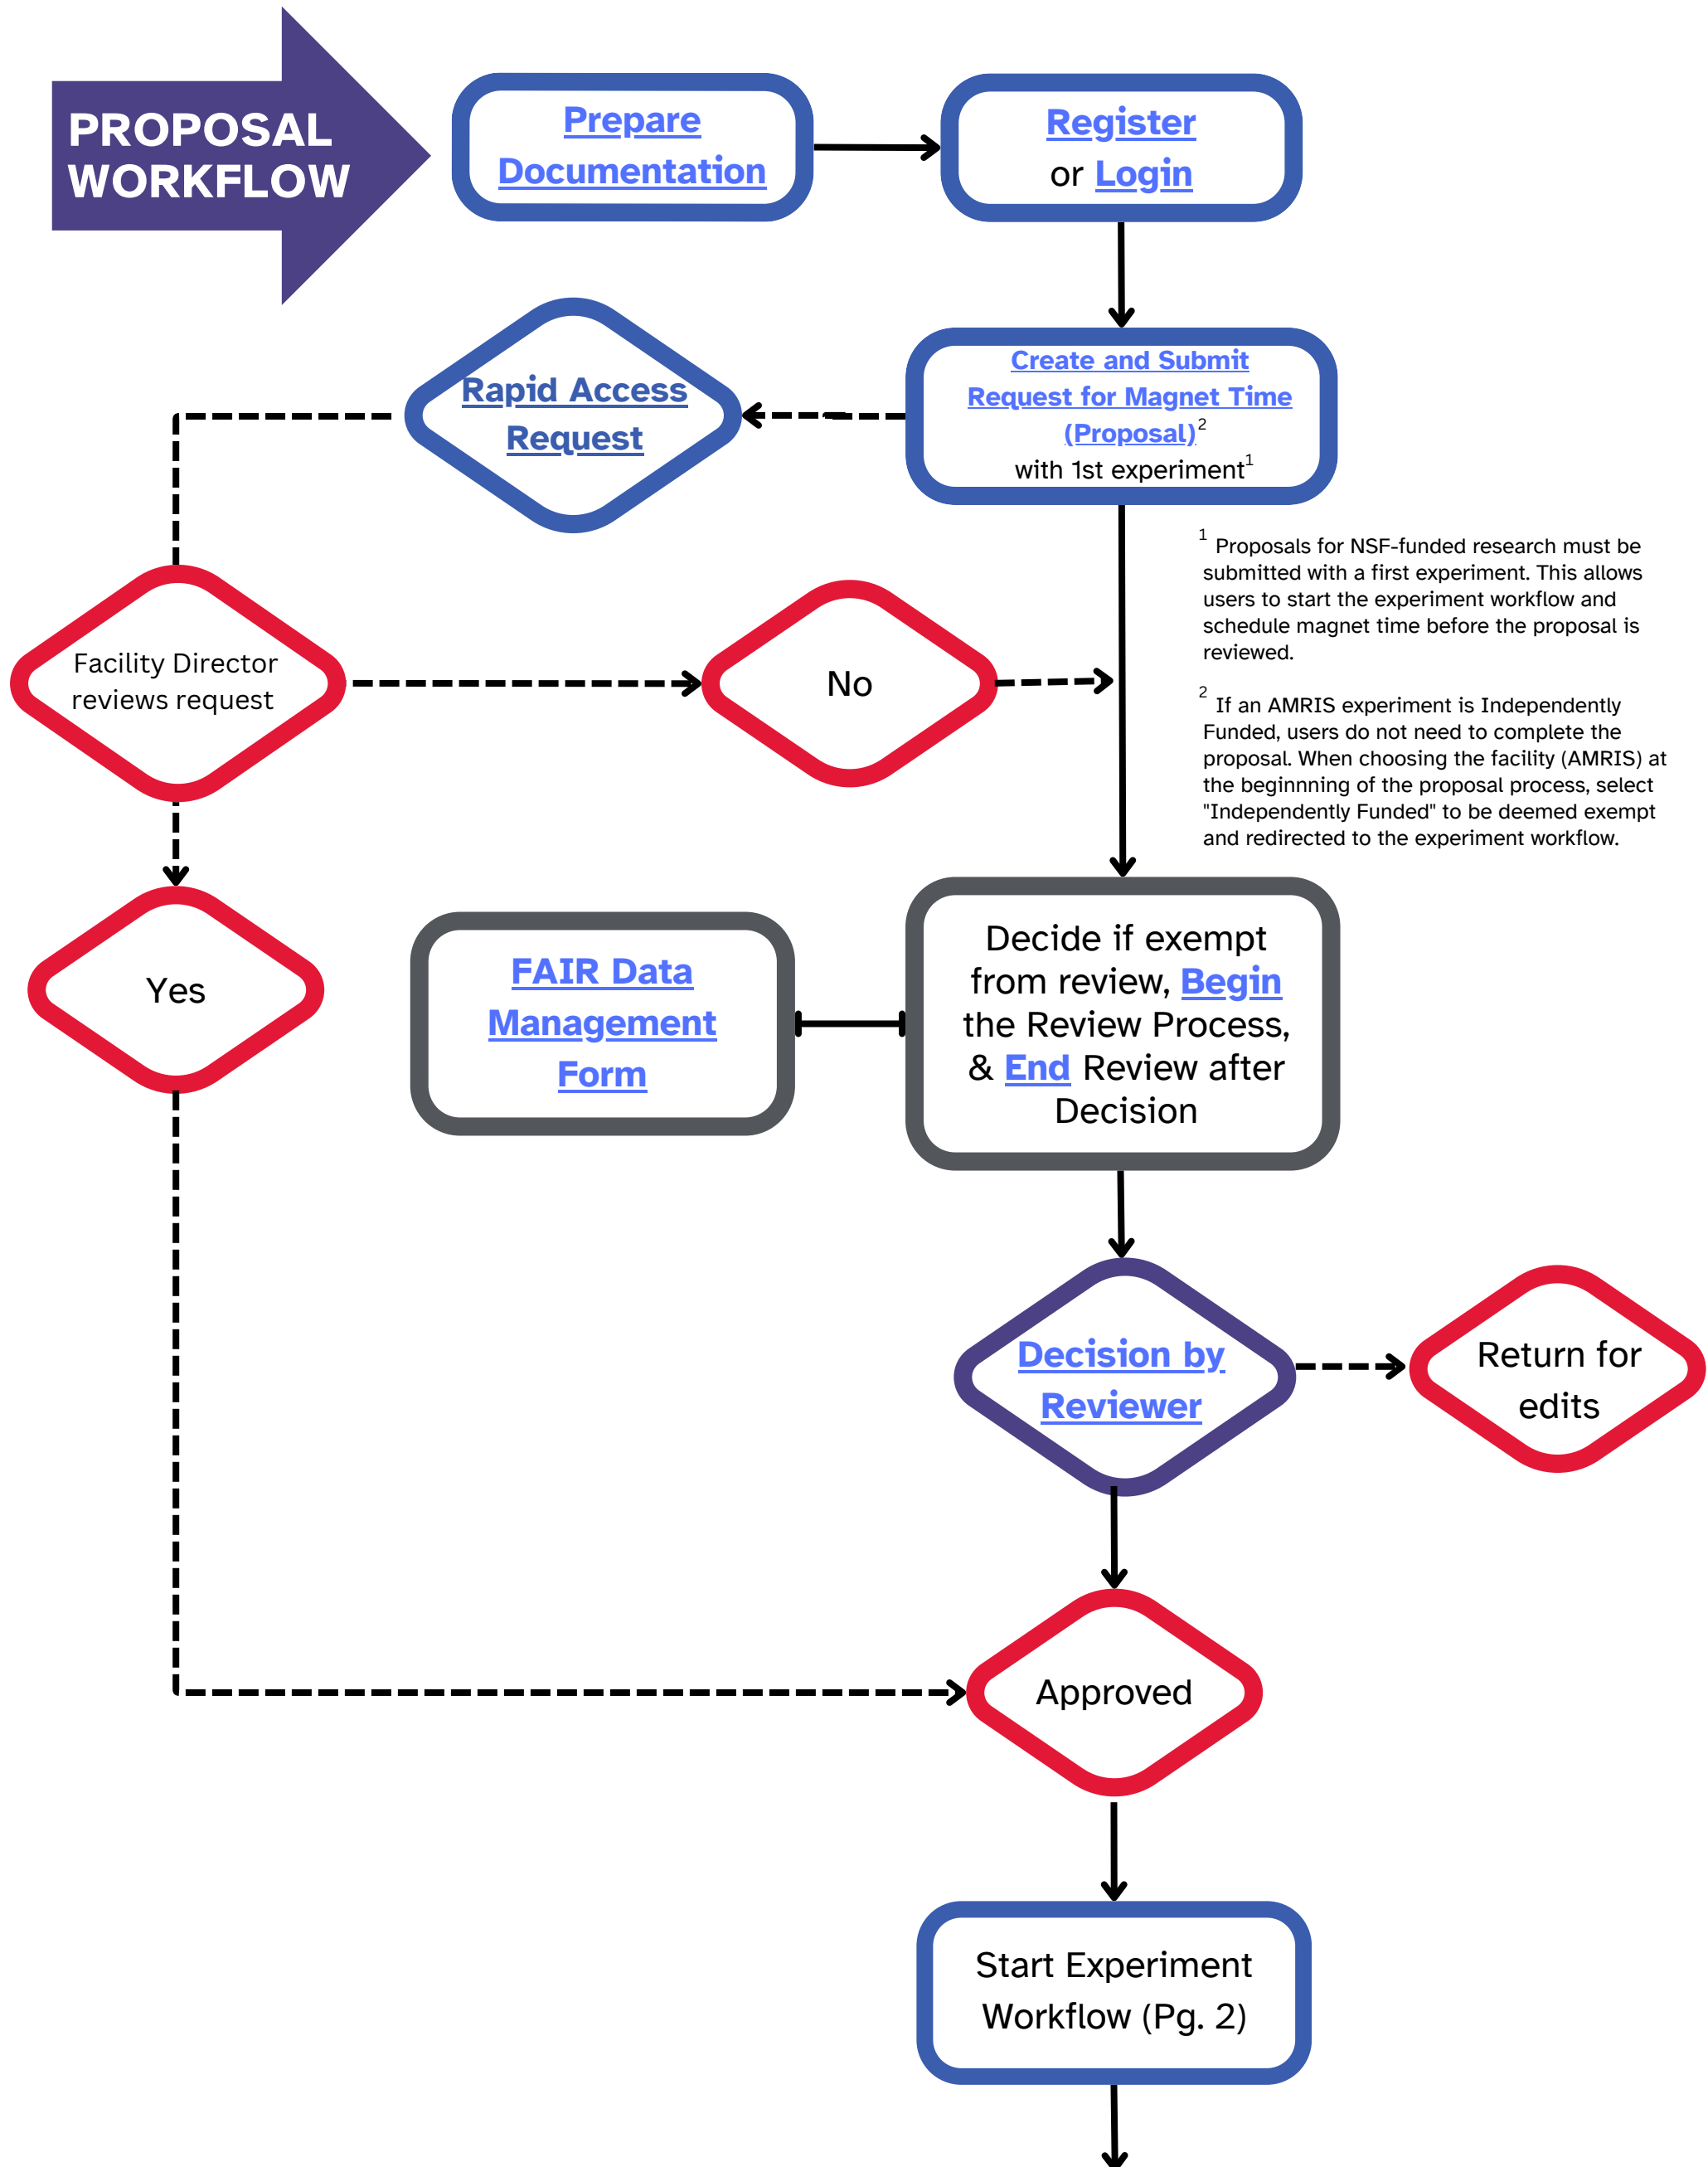 PROPOSAL
WORKFLOW
Prepare
Documentation
Register
or Login
Create and Submit
Request for Magnet Time
(Proposal)2
with 1st experiment1
Rapid Access
Request
1 Proposals for NSF-funded research must be
submitted with a first experiment. This allows
users to start the experiment workflow and
schedule magnet time before the proposal is
reviewed.
2 If an AMRIS experiment is Independently
Funded, users do not need to complete the
proposal. When choosing the facility (AMRIS) at
the beginnning of the proposal process, select
"Independently Funded" to be deemed exempt
and redirected to the experiment workflow.
Facility Director
reviews request
No
Yes
FAIR Data
Management
Form
Decide if exempt
from review, Begin
the Review Process,
& End Review after
Decision
Decision by
Reviewer
Return for
edits
Approved
Start Experiment
Workflow (Pg. 2)